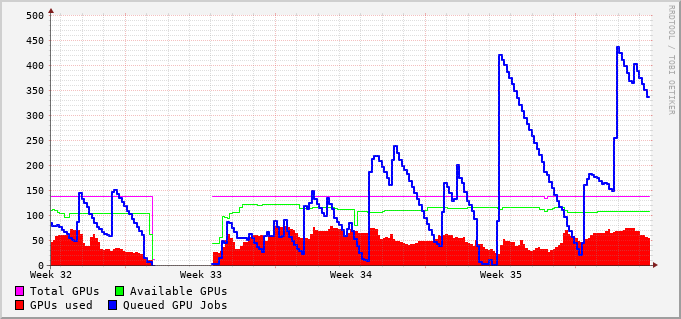 500
450
400
350
300
250
200
150
100
50
0
Week 32 Week 33 Week 34 Week 35
Total GPUs Available GPUs
GPUs used Queued GPU Jobs
RRDTOOL / TOBI OETIKER